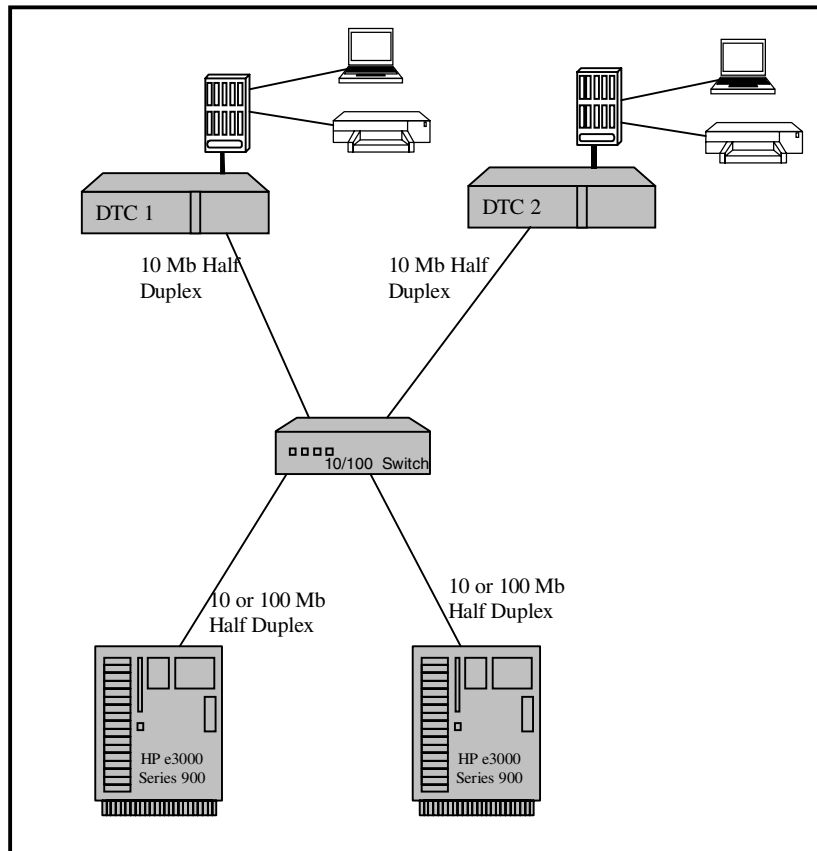 DTC 1
DTC 2
10 Mb Half
Duplex
10 Mb Half
Duplex
10/100 Switch
10 or 100 Mb
Half Duplex
10 or 100 Mb
Half Duplex
HP e3000
Series 900
HP e3000
Series 900